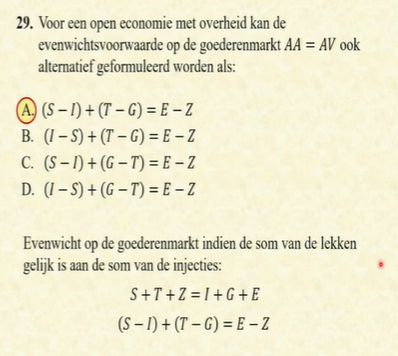 29. Voor een open economie met overheid kan de
evenwichtsvoorwaarde op de goederenmarkt AA = AV ook
alternatief geformuleerd worden als:
A. (S – I) + (T – G) = E – Z
B. (I – S) + (T – G) = E – Z
C. (S – I) + (G – T) = E – Z
D. (I – S) + (G – T) = E – Z
Evenwicht op de goederenmarkt indien de som van de lekken
gelijk is aan de som van de injecties:
S + T + Z = I + G + E
(S – I) + (T – G) = E – Z